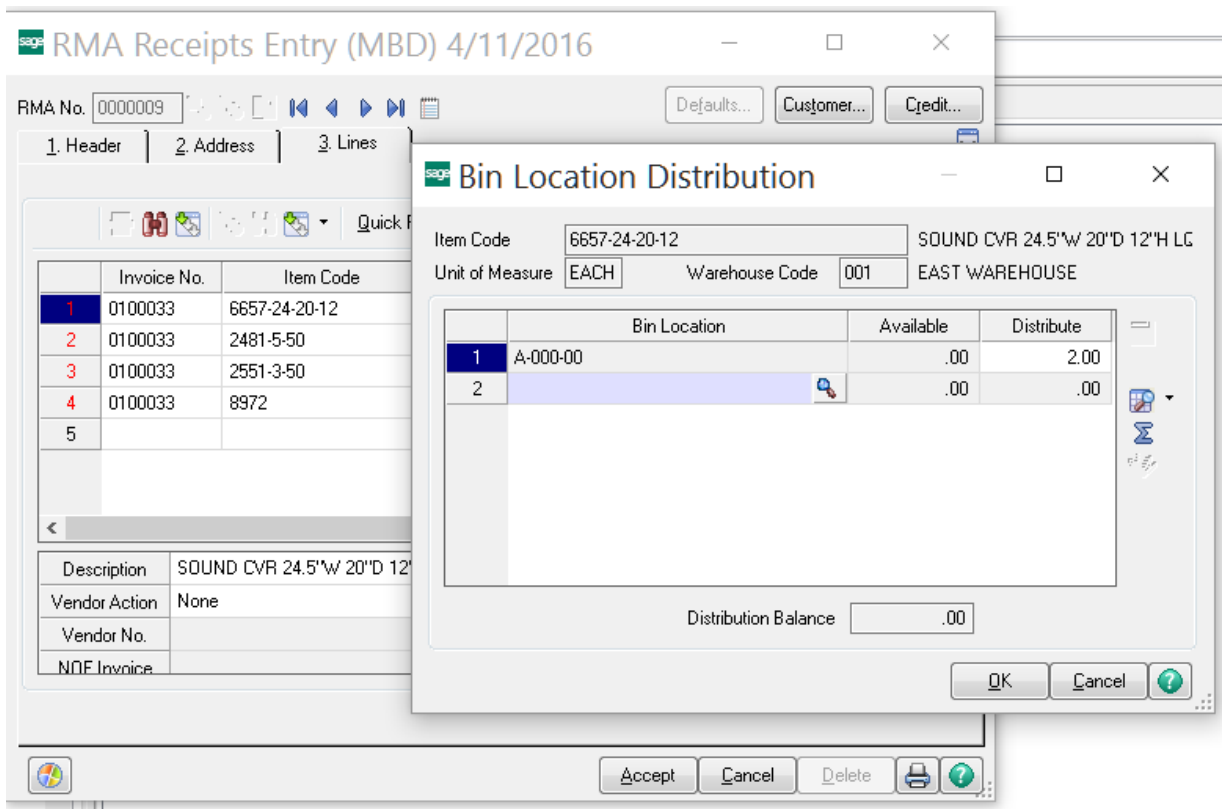 sage RMA Receipts Entry (MBD) 4/11/2016
RMA No. 0000009 Defaults... Customer... Credit...
1. Header 2. Address 3. Lines
Quick
Invoice No. Item Code
1 0100033 6657-24-20-12
2 0100033 2481-5-50
3 0100033 2551-3-50
4 0100033 8972
5
Description SOUND CVR 24.5"W 20"D 12"
Vendor Action None
Vendor No.
Invoice
Accept Cancel Delete
sage Bin Location Distribution
Item Code 6657-24-20-12 SOUND CVR 24.5"W 20"D 12"H
Unit of Measure EACH Warehouse Code 001 EAST WAREHOUSE
Bin Location Available Distribute
1 A-000-00 .00 2.00
2 .00 .00
Distribution Balance .00
OK Cancel